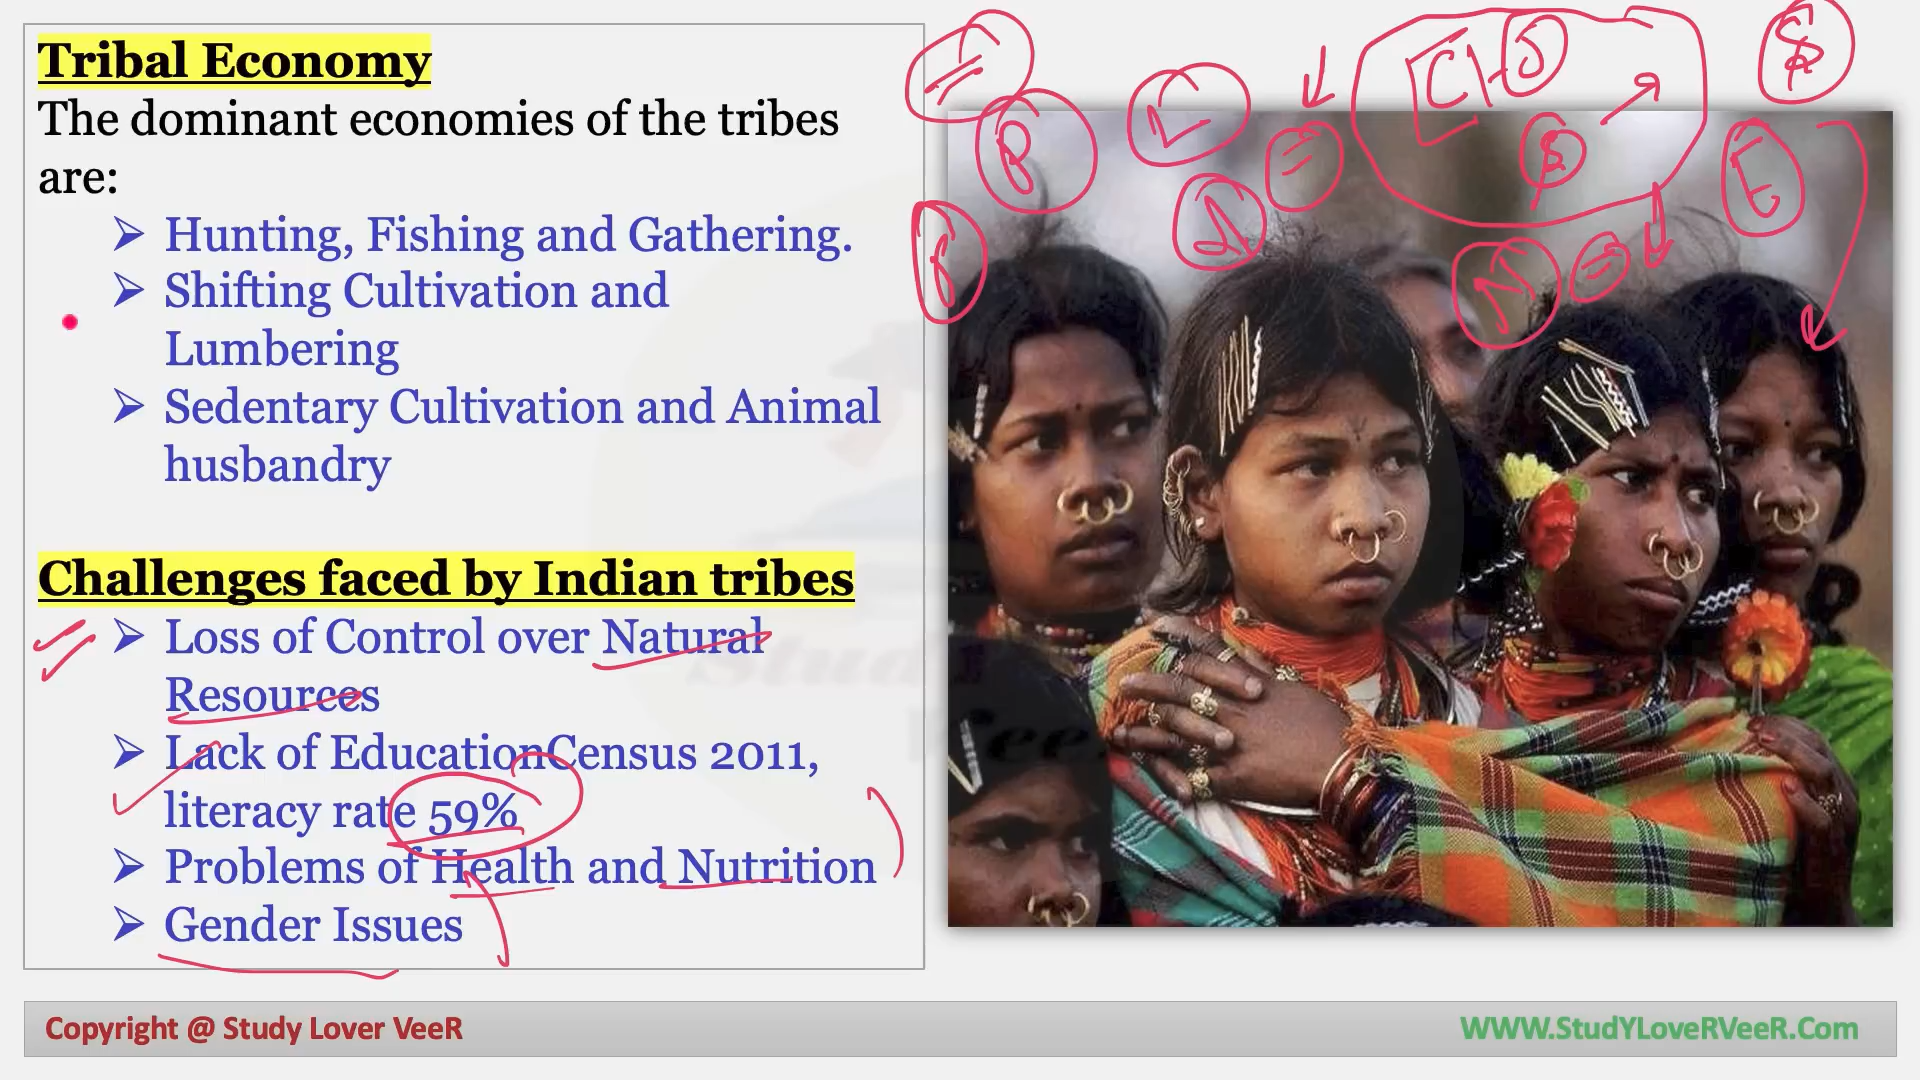 Tribal Economy
The dominant economies of the tribes
are:
➢ Hunting, Fishing and Gathering.
➢ Shifting Cultivation and
Lumbering
➢ Sedentary Cultivation and Animal
husbandry
Challenges faced by Indian tribes
➢ Loss of Control over Natural
Resources
➢ Lack of EducationCensus 2011,
literacy rate 59%
➢ Problems of Health and Nutrition
➢ Gender Issues
Copyright @ Study Lover VeeR
WWW.StudYLoveRVeeR.Com